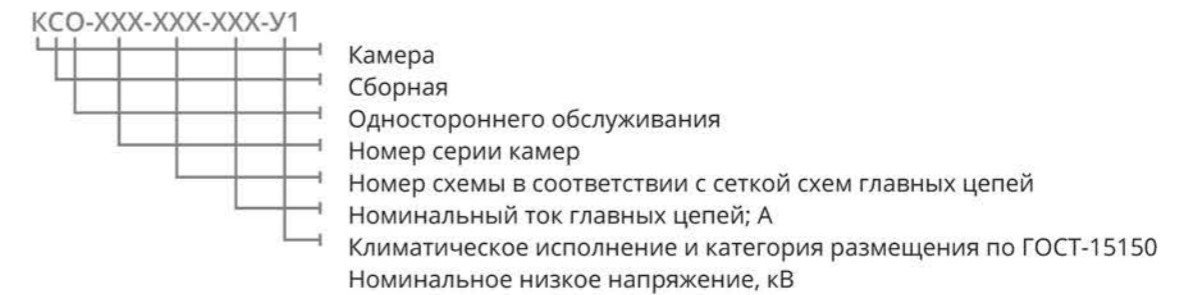 КСО-ХХХ-ХХХ-ХХХ-У1
Камера
Сборная
Одностороннего обслуживания
Номер серии камер
Номер схемы в соответствии с сеткой схем главных цепей
Номинальный ток главных цепей; А
Климатическое исполнение и категория размещения по ГОСТ-15150
Номинальное низкое напряжение, кВ